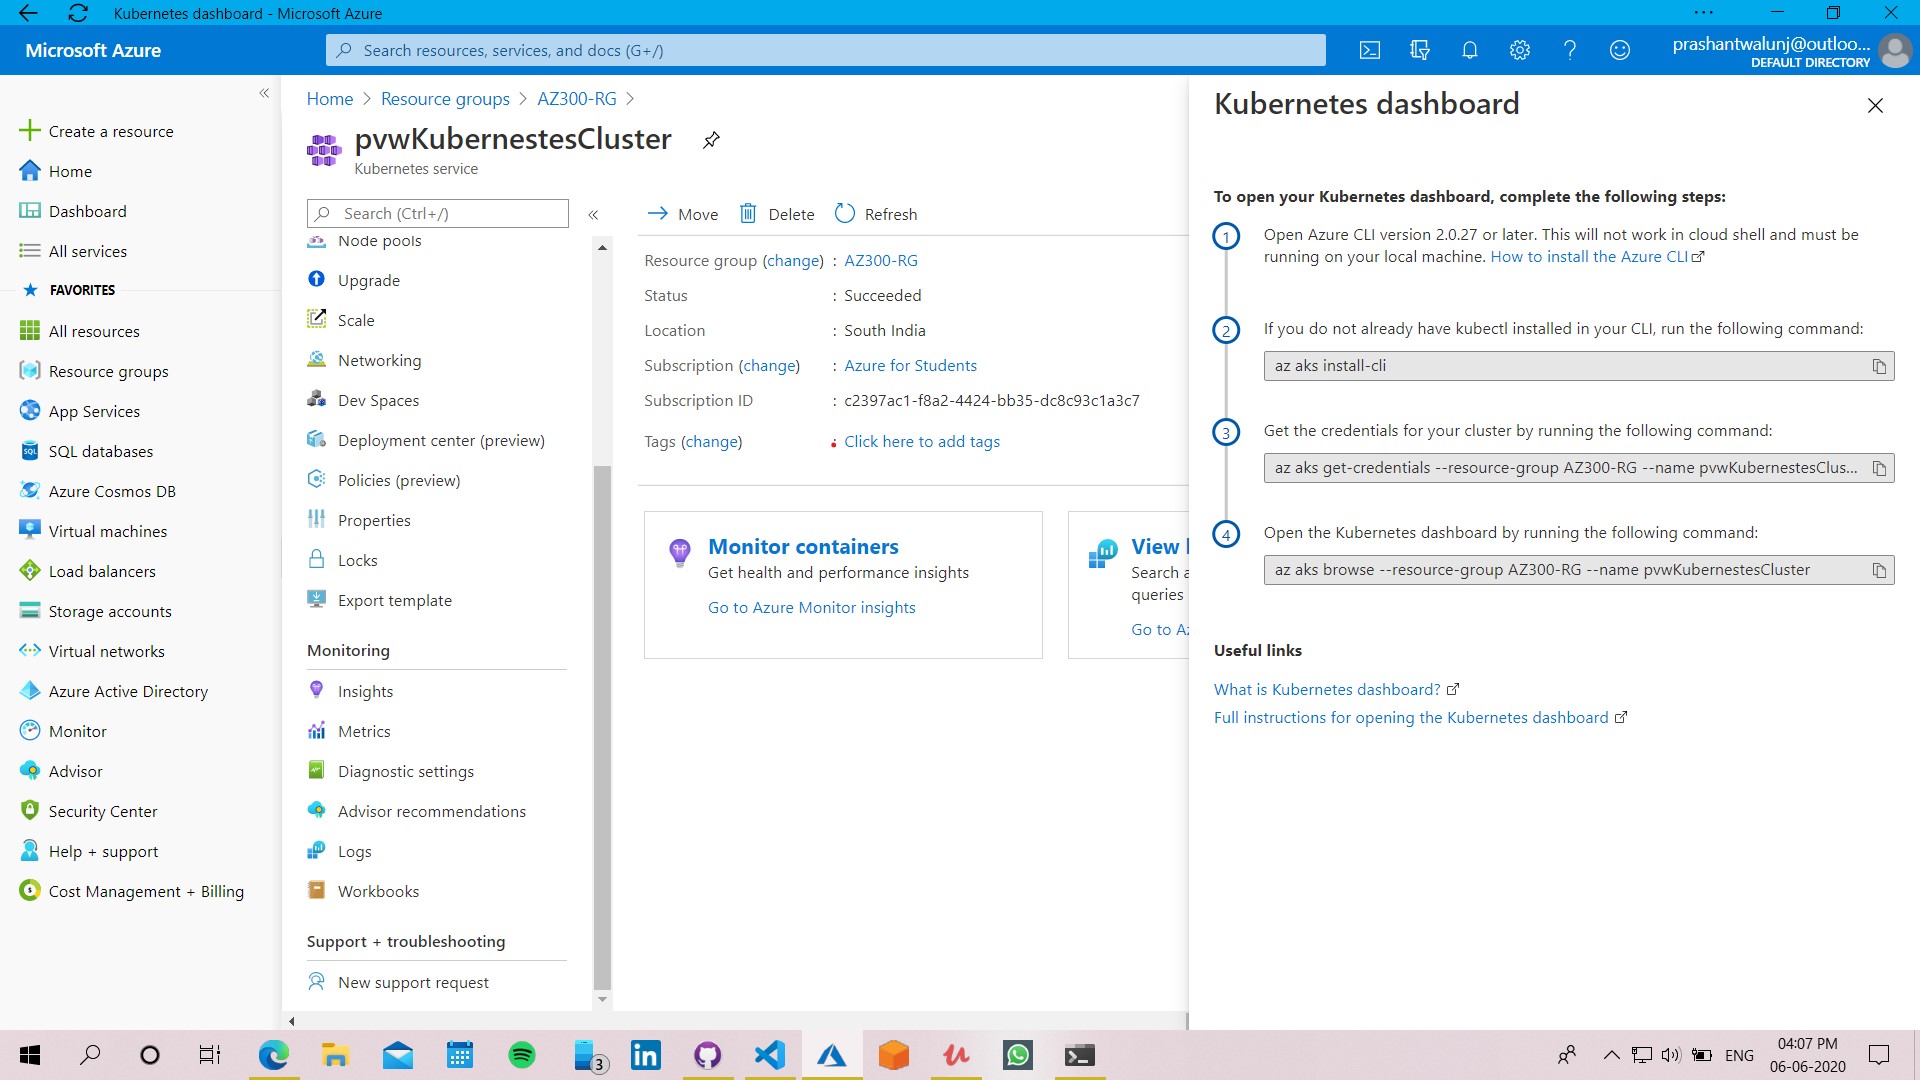 Kubernetes dashboard - Microsoft Azure
Microsoft Azure
Search resources, services, and docs (G+/)
prashantwalunj@outloo...
DEFAULT DIRECTORY
Create a resource
Home
Dashboard
All services
FAVORITES
All resources
Resource groups
App Services
SQL databases
Azure Cosmos DB
Virtual machines
Load balancers
Storage accounts
Virtual networks
Azure Active Directory
Monitor
Advisor
Security Center
Help + support
Cost Management + Billing
Home > Resource groups > AZ300-RG >
pvwKubernestesCluster
Kubernetes service
Search (Ctrl+/)
Node pools
Upgrade
Scale
Networking
Dev Spaces
Deployment center (preview)
Policies (preview)
Properties
Locks
Export template
Monitoring
Insights
Metrics
Diagnostic settings
Advisor recommendations
Logs
Workbooks
Support + troubleshooting
New support request
Move Delete Refresh
Resource group (change) : AZ300-RG
Status : Succeeded
Location : South India
Subscription (change) : Azure for Students
Subscription ID : c2397ac1-f8a2-4424-bb35-dc8c93c1a3c7
Tags (change) : Click here to add tags
Monitor containers
Get health and performance insights
Go to Azure Monitor insights
View
Search a
queries
Go to Az
Kubernetes dashboard
To open your Kubernetes dashboard, complete the following steps:
1 Open Azure CLI version 2.0.27 or later. This will not work in cloud shell and must be
running on your local machine. How to install the Azure CLI
2 If you do not already have kubectl installed in your CLI, run the following command:
az aks install-cli
3 Get the credentials for your cluster by running the following command:
az aks get-credentials --resource-group AZ300-RG --name pvwKubernestesClus...
4 Open the Kubernetes dashboard by running the following command:
az aks browse --resource-group AZ300-RG --name pvwKubernestesCluster
Useful links
What is Kubernetes dashboard?
Full instructions for opening the Kubernetes dashboard
3
ENG
04:07 PM
06-06-2020